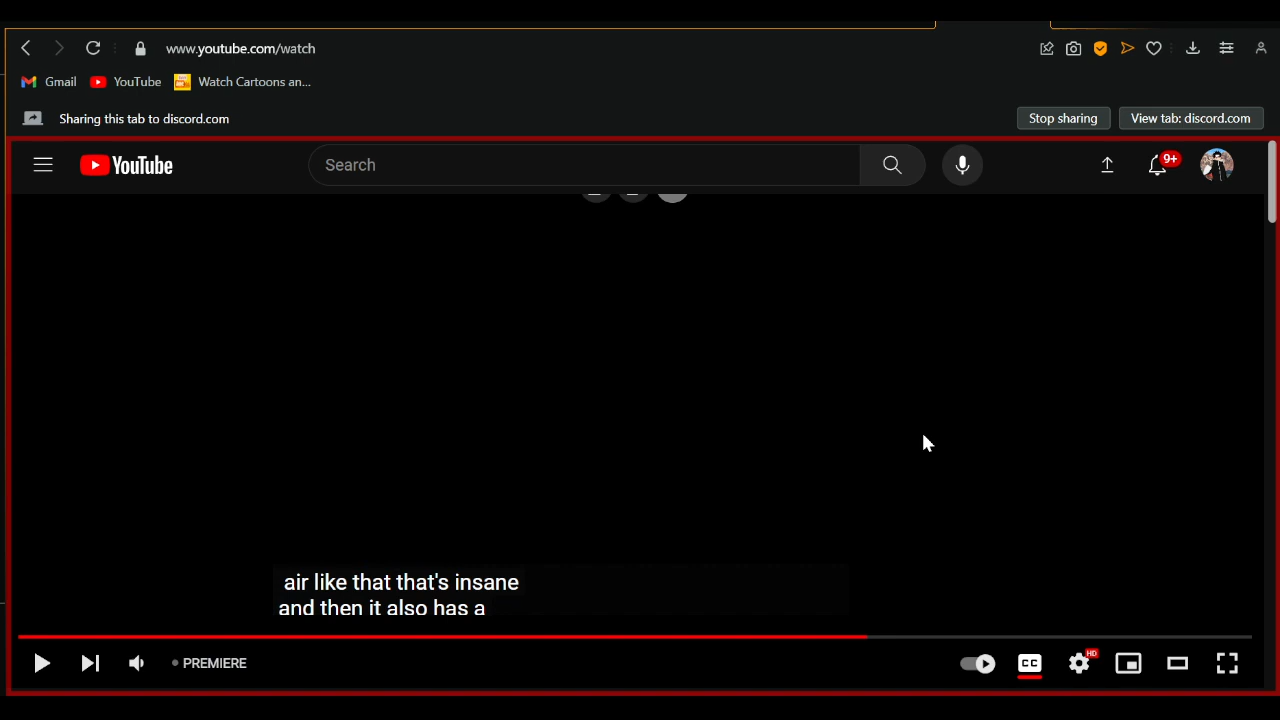 www.youtube.com/watch
Gmail YouTube Watch Cartoons an...
Sharing this tab to discord.com Stop sharing View tab: discord.com
YouTube Search 9+
air like that that's insane
and then it also has a
• PREMIERE CC HD